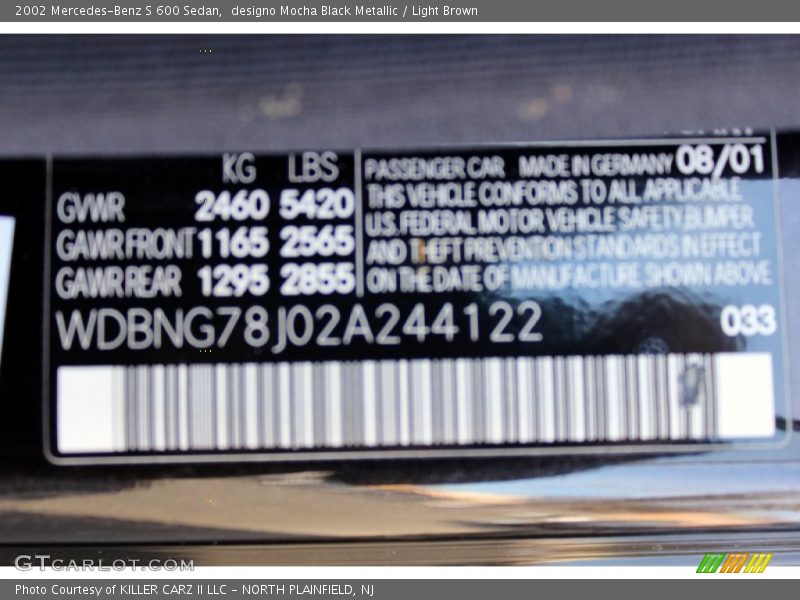 2002 Mercedes-Benz S 600 Sedan, designo Mocha Black Metallic / Light Brown
KG LBS
GVWR 2460 5420
GAWR FRONT 1165 2565
GAWR REAR 1295 2855
PASSENGER CAR MADE IN GERMANY 08/01
THIS VEHICLE CONFORMS TO ALL APPLICABLE
U.S. FEDERAL MOTOR VEHICLE SAFETY BUMPER
AND THEFT PREVENTION STANDARDS IN EFFECT
ON THE DATE OF MANUFACTURE SHOWN ABOVE
WDBNG78J02A244122 033
GTcarlot.com
Photo Courtesy of KILLER CARZ II LLC - NORTH PLAINFIELD, NJ